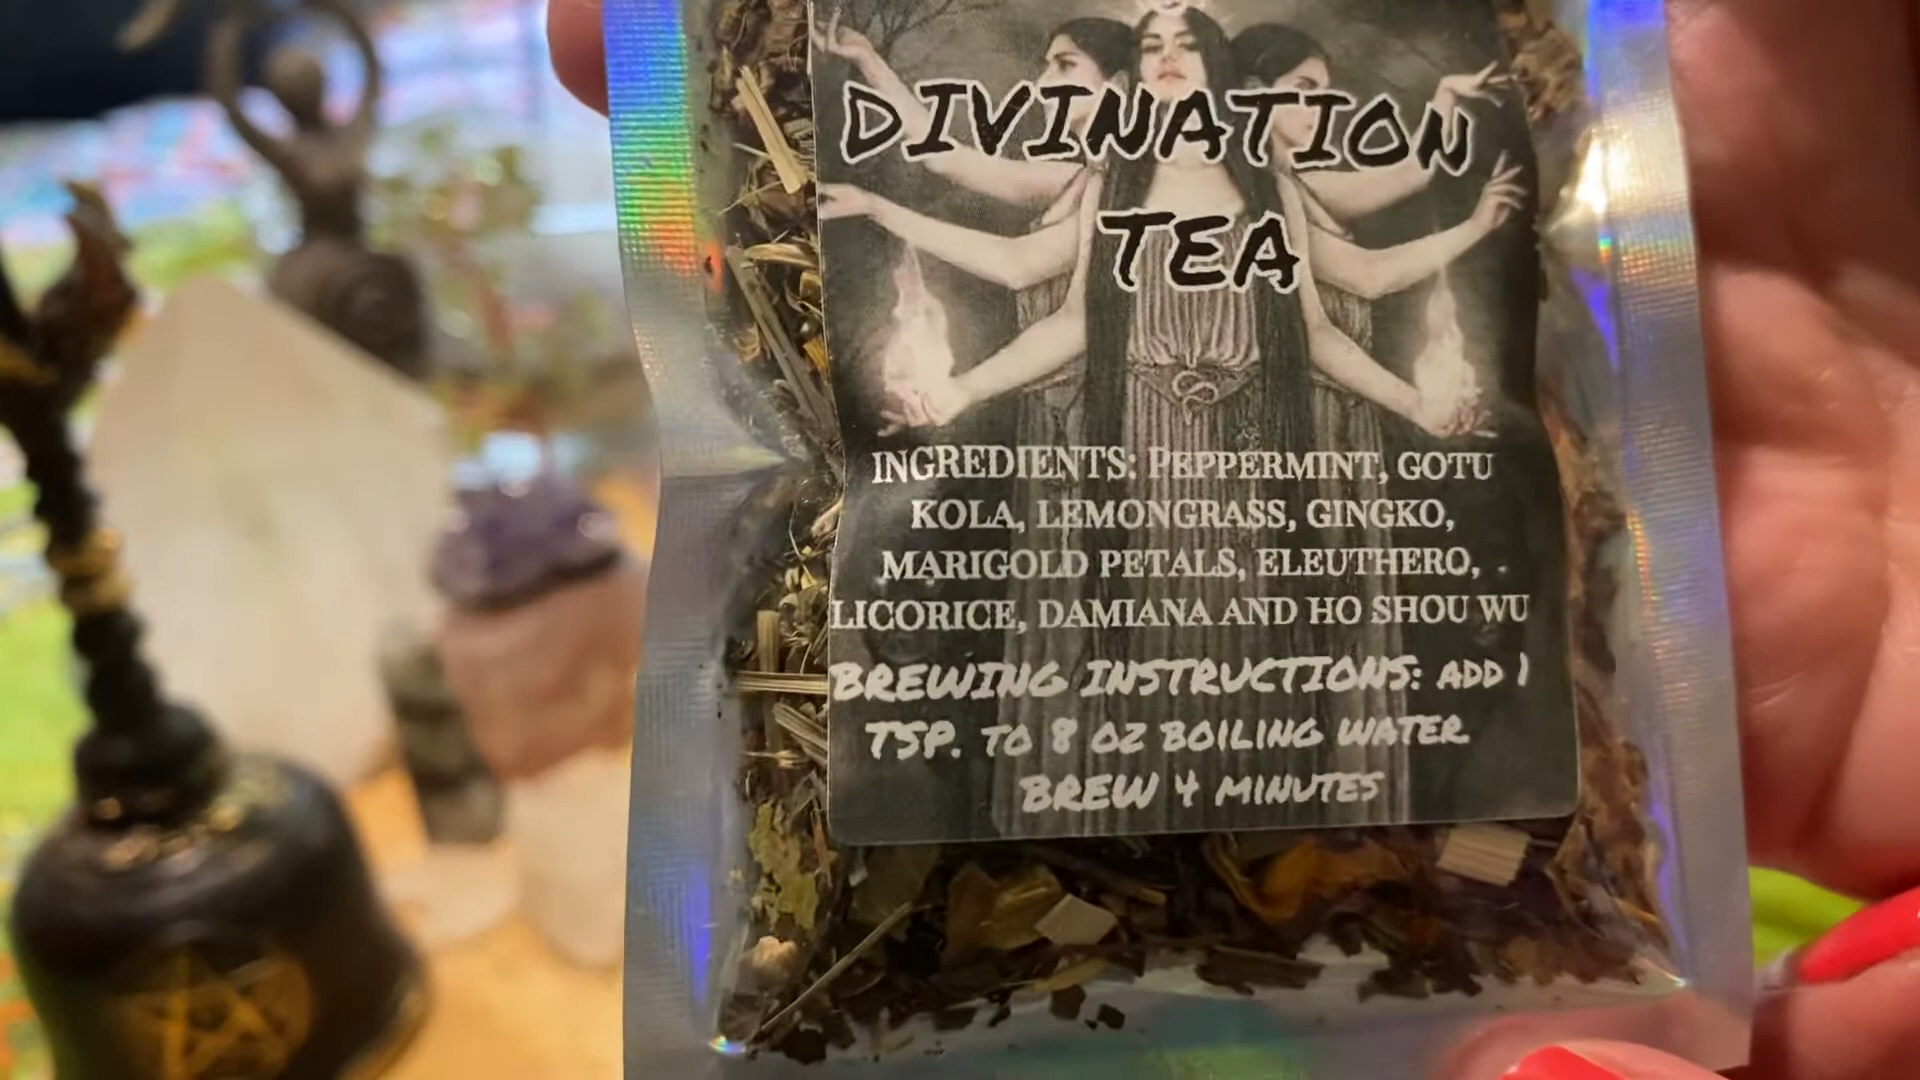 DIVINATION
TEA
INGREDIENTS: PEPPERMINT, GOTU
KOLA, LEMONGRASS, GINGKO,
MARIGOLD PETALS, ELEUTHERO,
LICORICE, DAMIANA AND HO SHOU WU
BREWING INSTRUCTIONS: ADD 1
TSP. TO 8 OZ BOILING WATER.
BREW 4 MINUTES